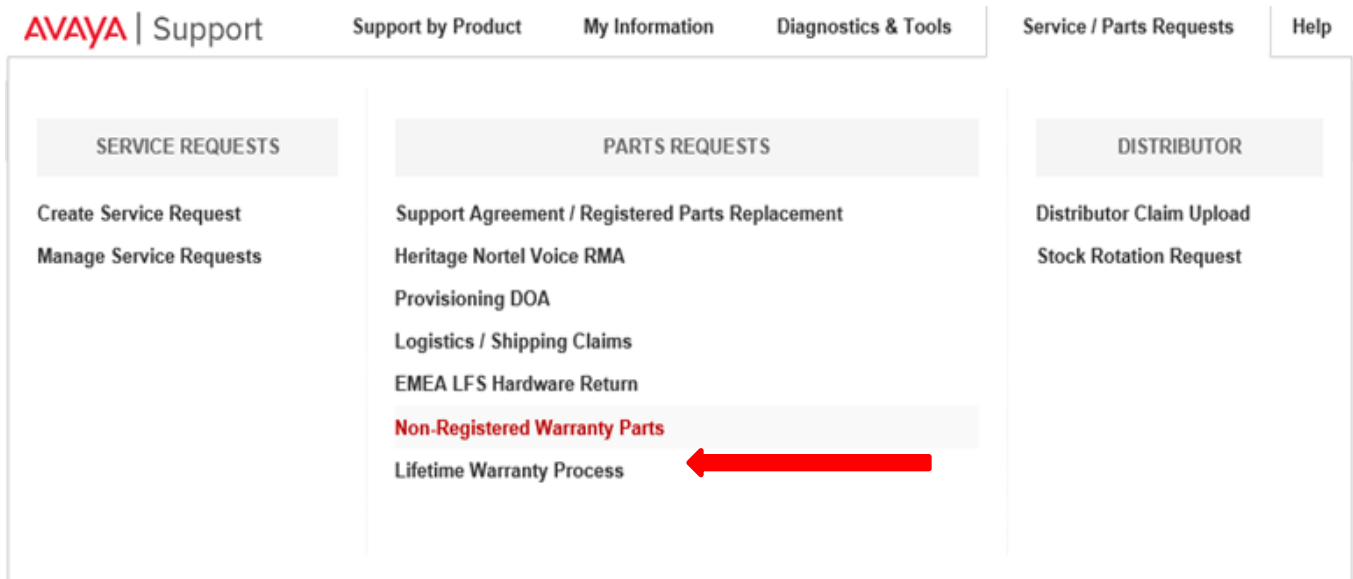 AVAYA | Support Support by Product My Information Diagnostics & Tools Service / Parts Requests Help
SERVICE REQUESTS
Create Service Request
Manage Service Requests
PARTS REQUESTS
Support Agreement / Registered Parts Replacement
Heritage Nortel Voice RMA
Provisioning DOA
Logistics / Shipping Claims
EMEA LFS Hardware Return
Non-Registered Warranty Parts
Lifetime Warranty Process
DISTRIBUTOR
Distributor Claim Upload
Stock Rotation Request